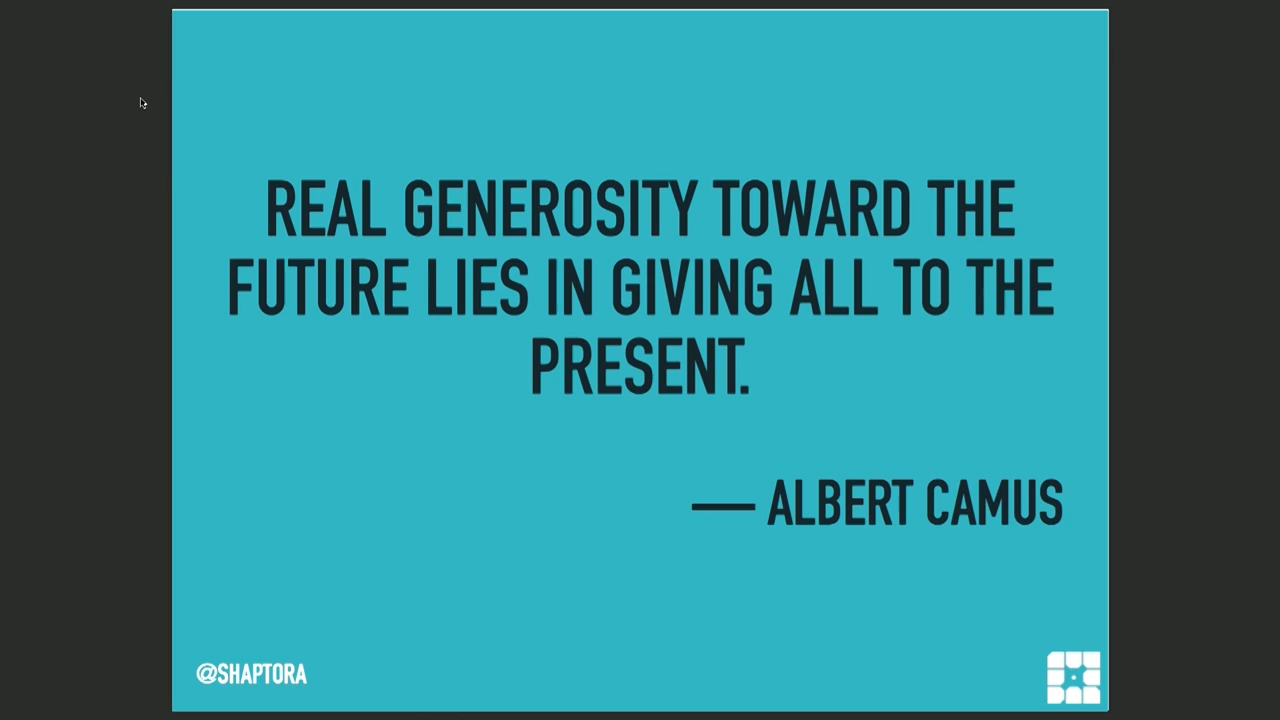 REAL GENEROSITY TOWARD THE
FUTURE LIES IN GIVING ALL TO THE
PRESENT.
— ALBERT CAMUS
@SHAPTORA